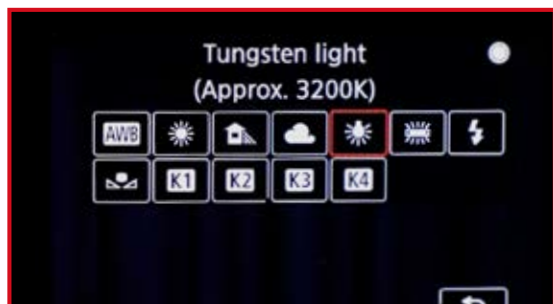 Tungsten light
(Approx. 3200K)
AWB
K1 K2 K3 K4